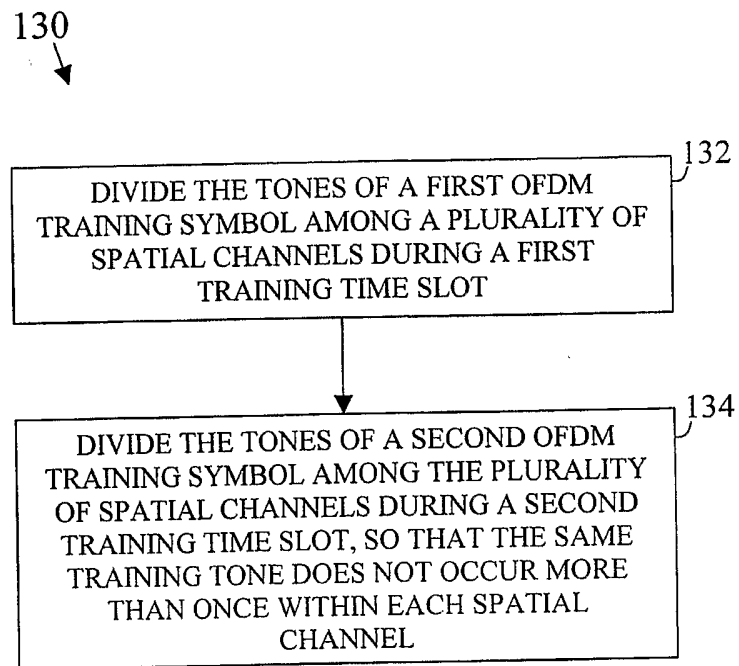 130
132
DIVIDE THE TONES OF A FIRST OFDM
TRAINING SYMBOL AMONG A PLURALITY OF
SPATIAL CHANNELS DURING A FIRST
TRAINING TIME SLOT
134
DIVIDE THE TONES OF A SECOND OFDM
TRAINING SYMBOL AMONG THE PLURALITY
OF SPATIAL CHANNELS DURING A SECOND
TRAINING TIME SLOT, SO THAT THE SAME
TRAINING TONE DOES NOT OCCUR MORE
THAN ONCE WITHIN EACH SPATIAL
CHANNEL